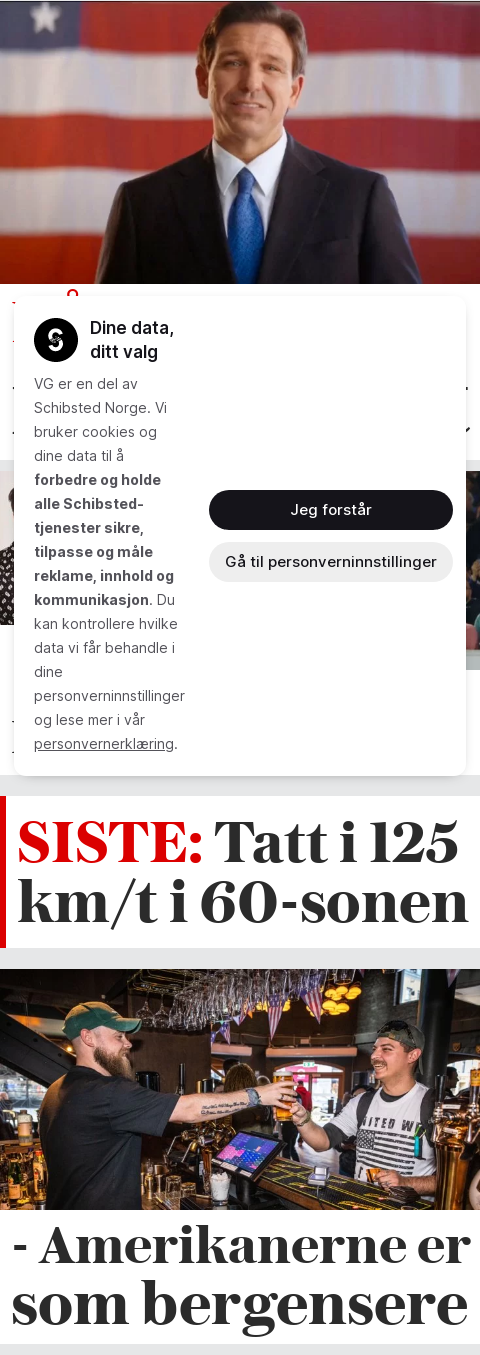 Dine data,
ditt valg
VG er en del av
Schibsted Norge. Vi
bruker cookies og
dine data til å
forbedre og holde
alle Schibsted-
tjenester sikre,
tilpasse og måle
reklame, innhold og
kommunikasjon. Du
kan kontrollere hvilke
data vi får behandle i
dine
personverninnstillinger
og lese mer i vår
personvernerklæring.
Jeg forstår
Gå til personverninnstillinger
SISTE: Tatt i 125
km/t i 60-sonen
- Amerikanerne er
som bergensere